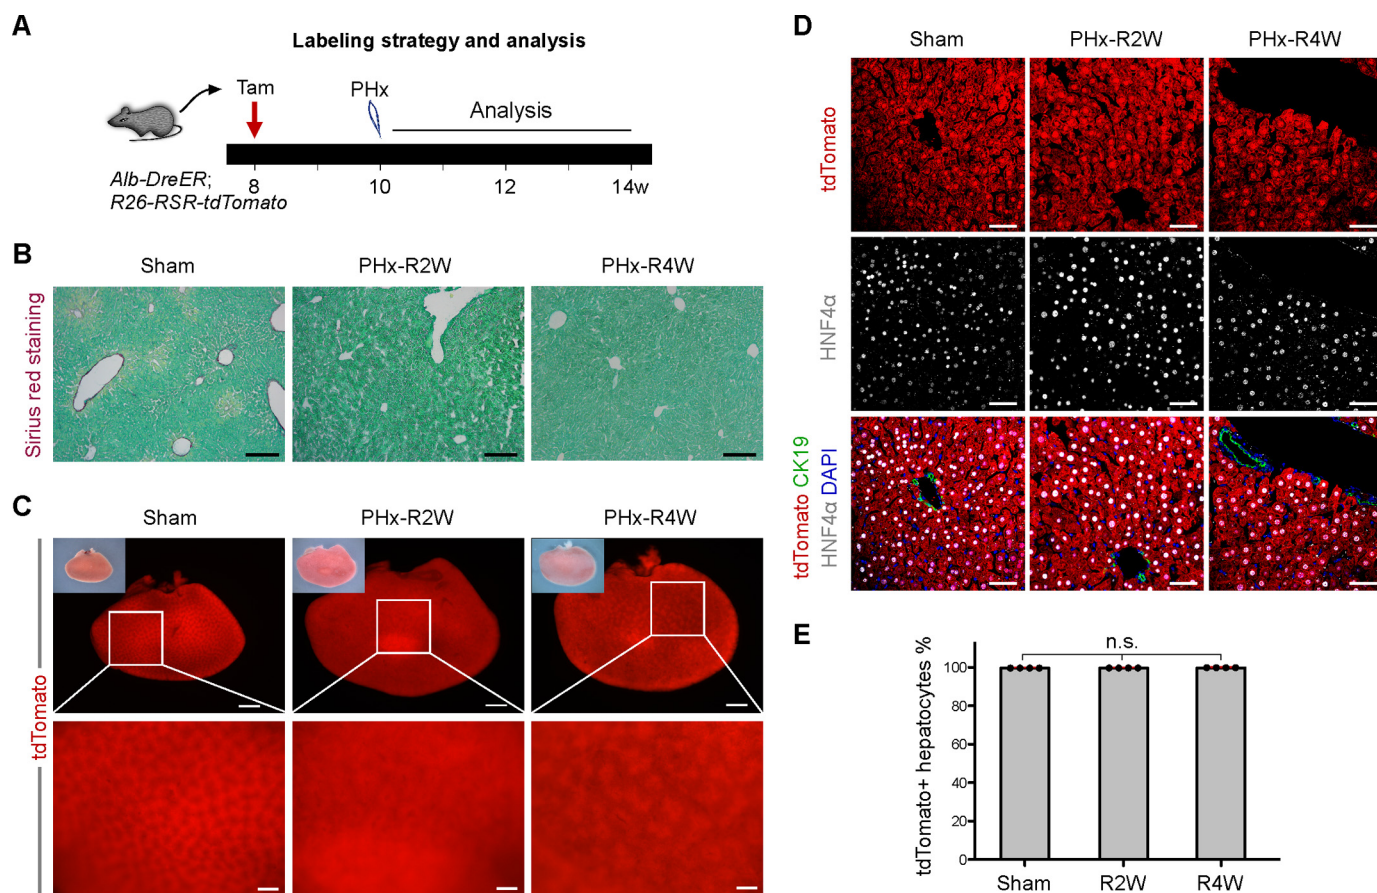 A
Labeling strategy and analysis
Tam
PHx
Analysis
Alb-DreER;
R26-RSR-tdTomato
8
10
12
14w
B
Sham
PHx-R2W
PHx-R4W
Sirius red staining
C
Sham
PHx-R2W
PHx-R4W
tdTomato
D
Sham
PHx-R2W
PHx-R4W
tdTomato
HNF4α
tdTomato CK19
HNF4α DAPI
E
tdTomato+ hepatocytes %
n.s.
100
80
60
40
20
0
Sham
R2W
R4W